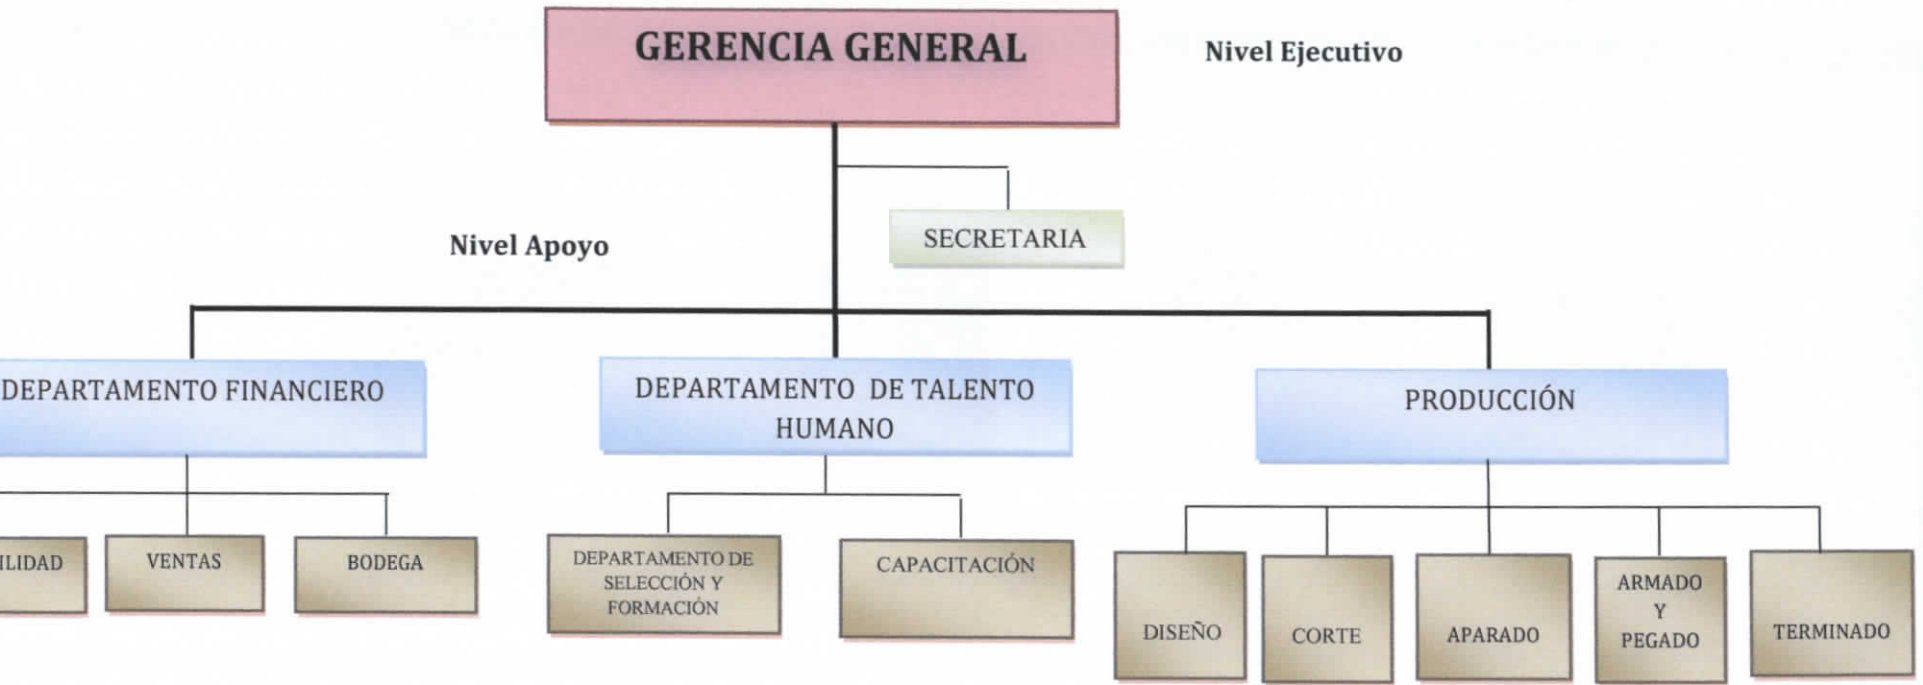 GERENCIA GENERAL
Nivel Ejecutivo
SECRETARIA
Nivel Apoyo
DEPARTAMENTO FINANCIERO
DEPARTAMENTO DE TALENTO
HUMANO
PRODUCCIÓN
ILIDAD
VENTAS
BODEGA
DEPARTAMENTO DE
SELECCIÓN Y
FORMACIÓN
CAPACITACIÓN
DISEÑO
CORTE
APARADO
ARMADO
Y
PEGADO
TERMINADO